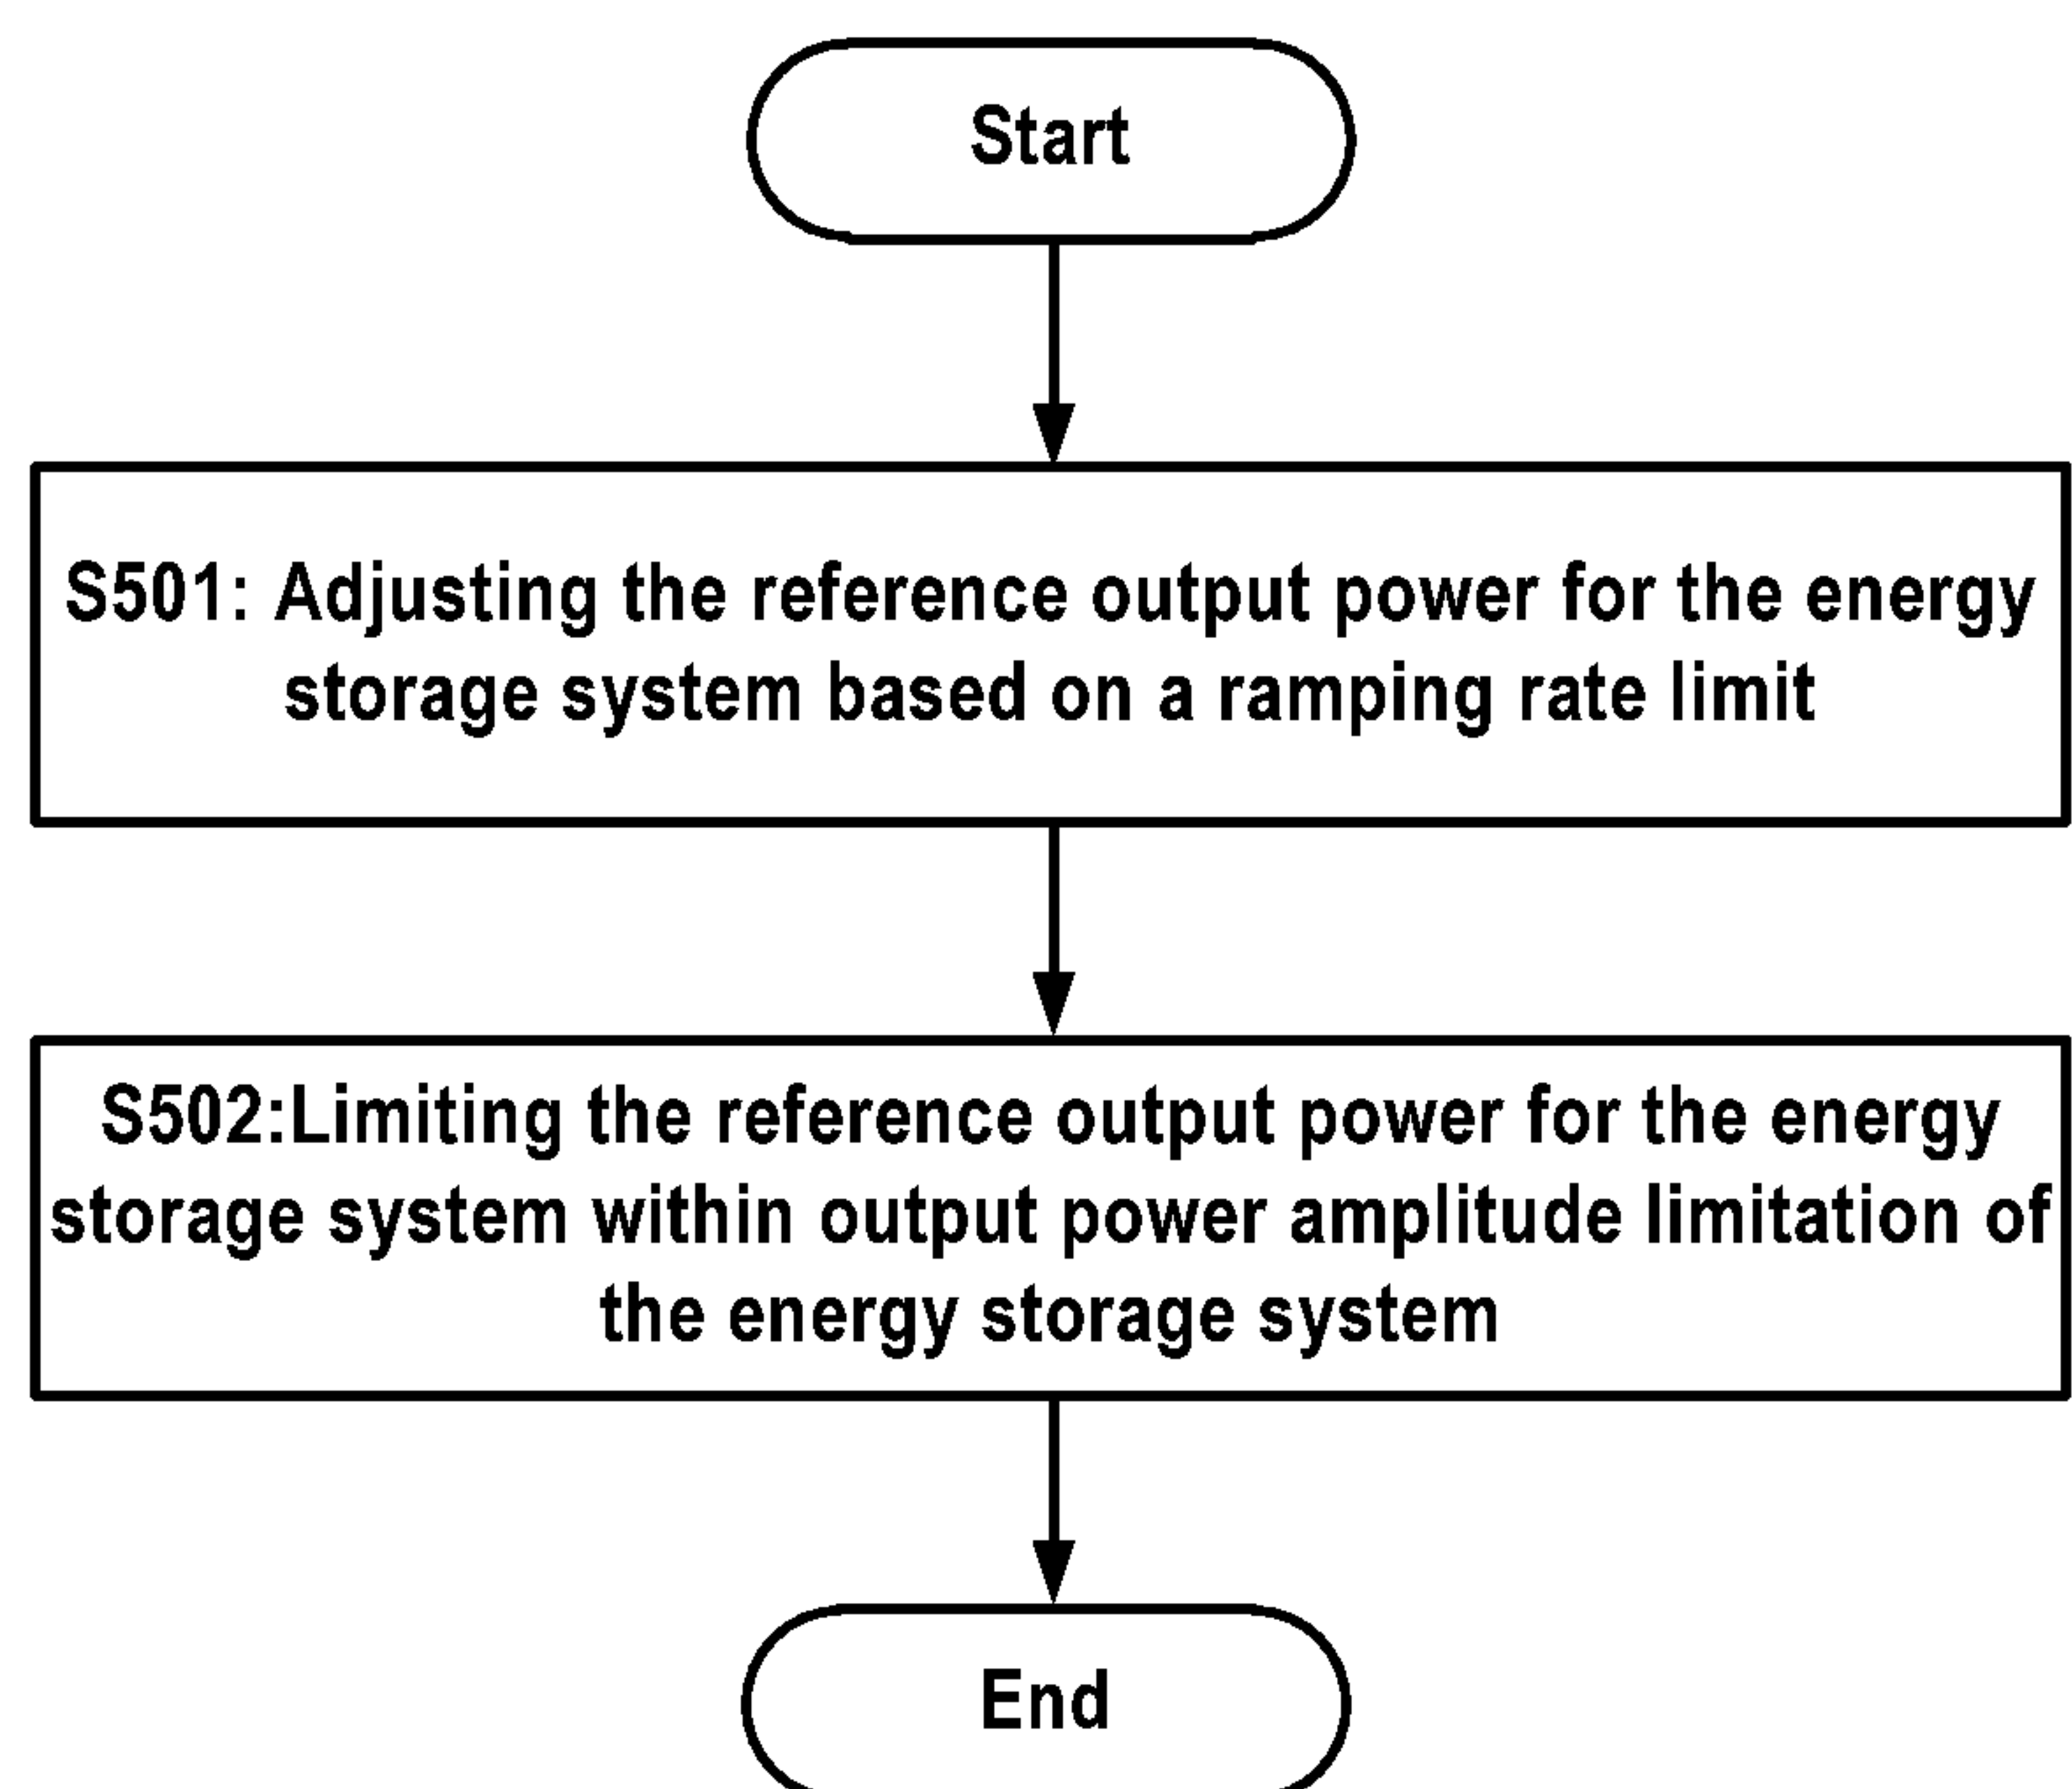 Start
S501: Adjusting the reference output power for the energy
storage system based on a ramping rate limit
S502:Limiting the reference output power for the energy
storage system within output power amplitude limitation of
the energy storage system
End